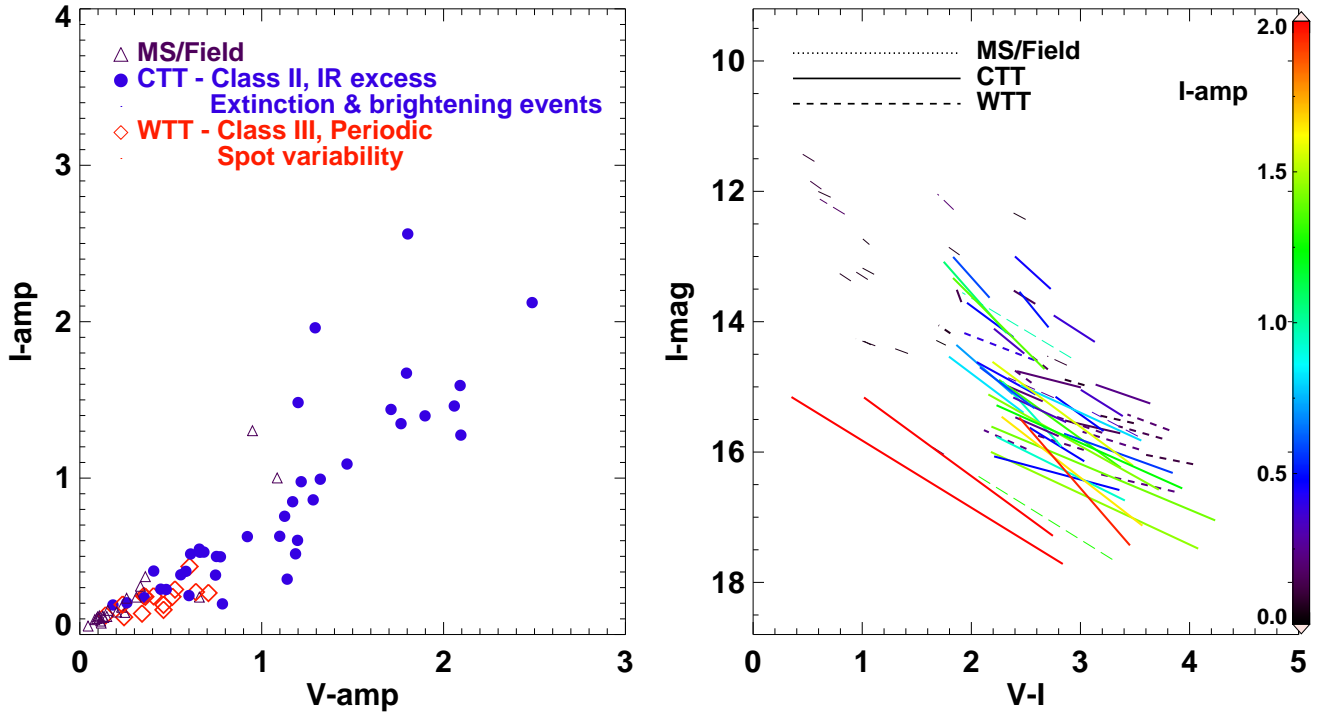 4
3
2
1
0
0
1
2
3
I-amp
V-amp
MS/Field
CTT - Class II, IR excess
Extinction & brightening events
WTT - Class III, Periodic
Spot variability
10
12
14
16
18
0
1
2
3
4
5
I-mag
V-I
MS/Field
CTT
WTT
I-amp
2.0
1.5
1.0
0.5
0.0